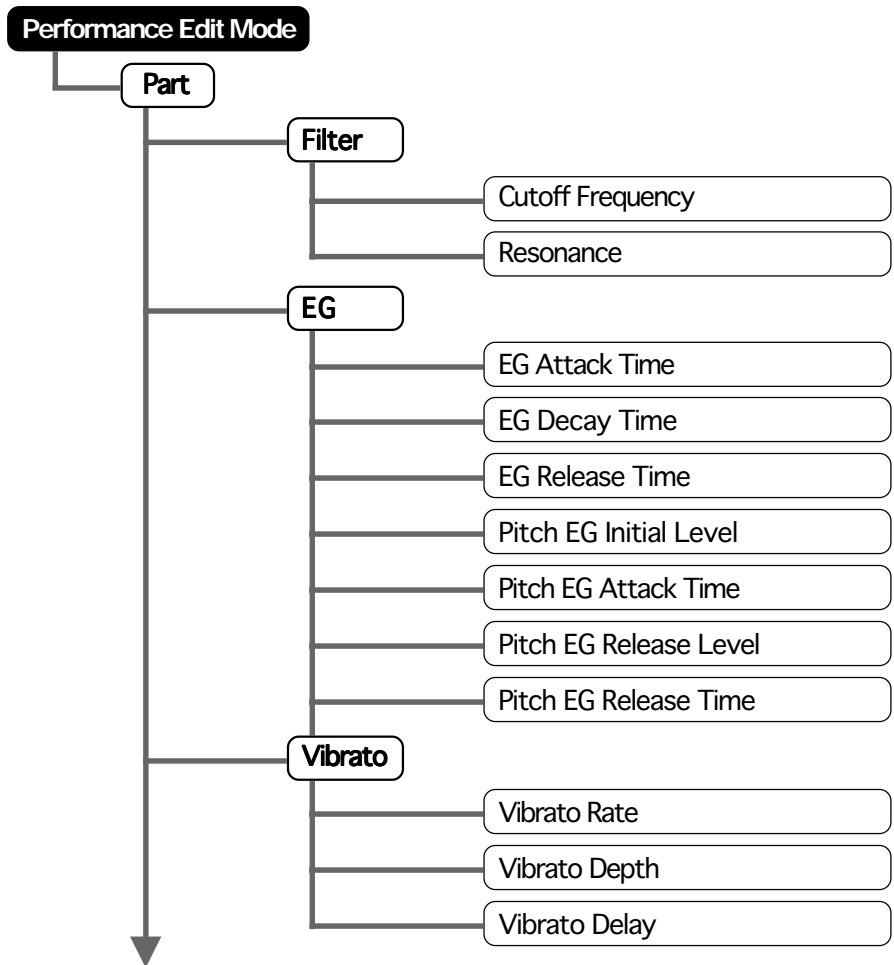 Performance Edit Mode
Part
Filter
Cutoff Frequency
Resonance
EG
EG Attack Time
EG Decay Time
EG Release Time
Pitch EG Initial Level
Pitch EG Attack Time
Pitch EG Release Level
Pitch EG Release Time
Vibrato
Vibrato Rate
Vibrato Depth
Vibrato Delay